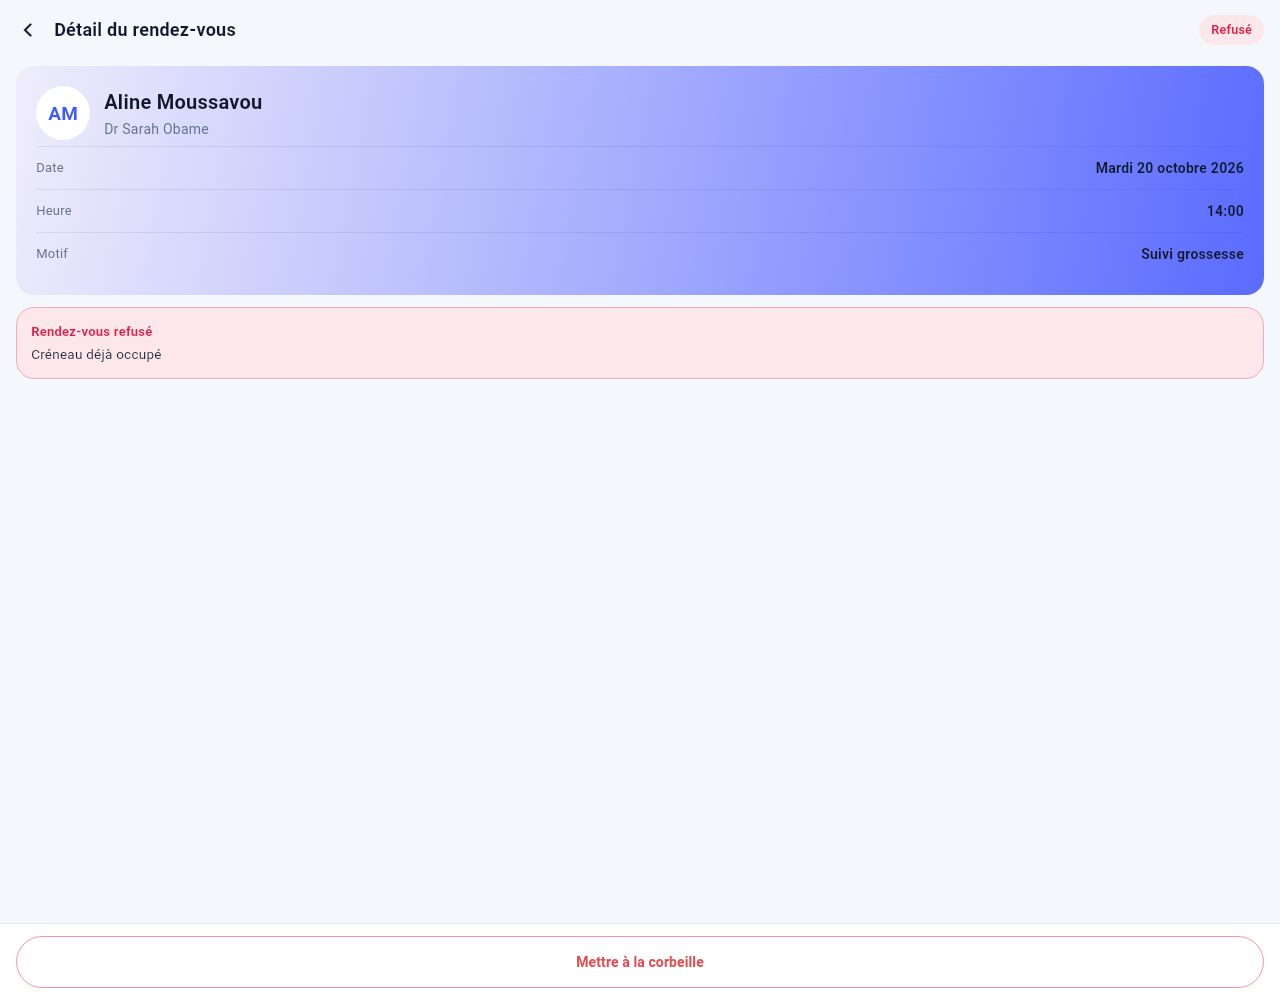 Détail du rendez-vous
Refusé
AM
Aline Moussavou
Dr Sarah Obame
Date
Mardi 20 octobre 2026
Heure
14:00
Motif
Suivi grossesse
Rendez-vous refusé
Créneau déjà occupé
Mettre à la corbeille